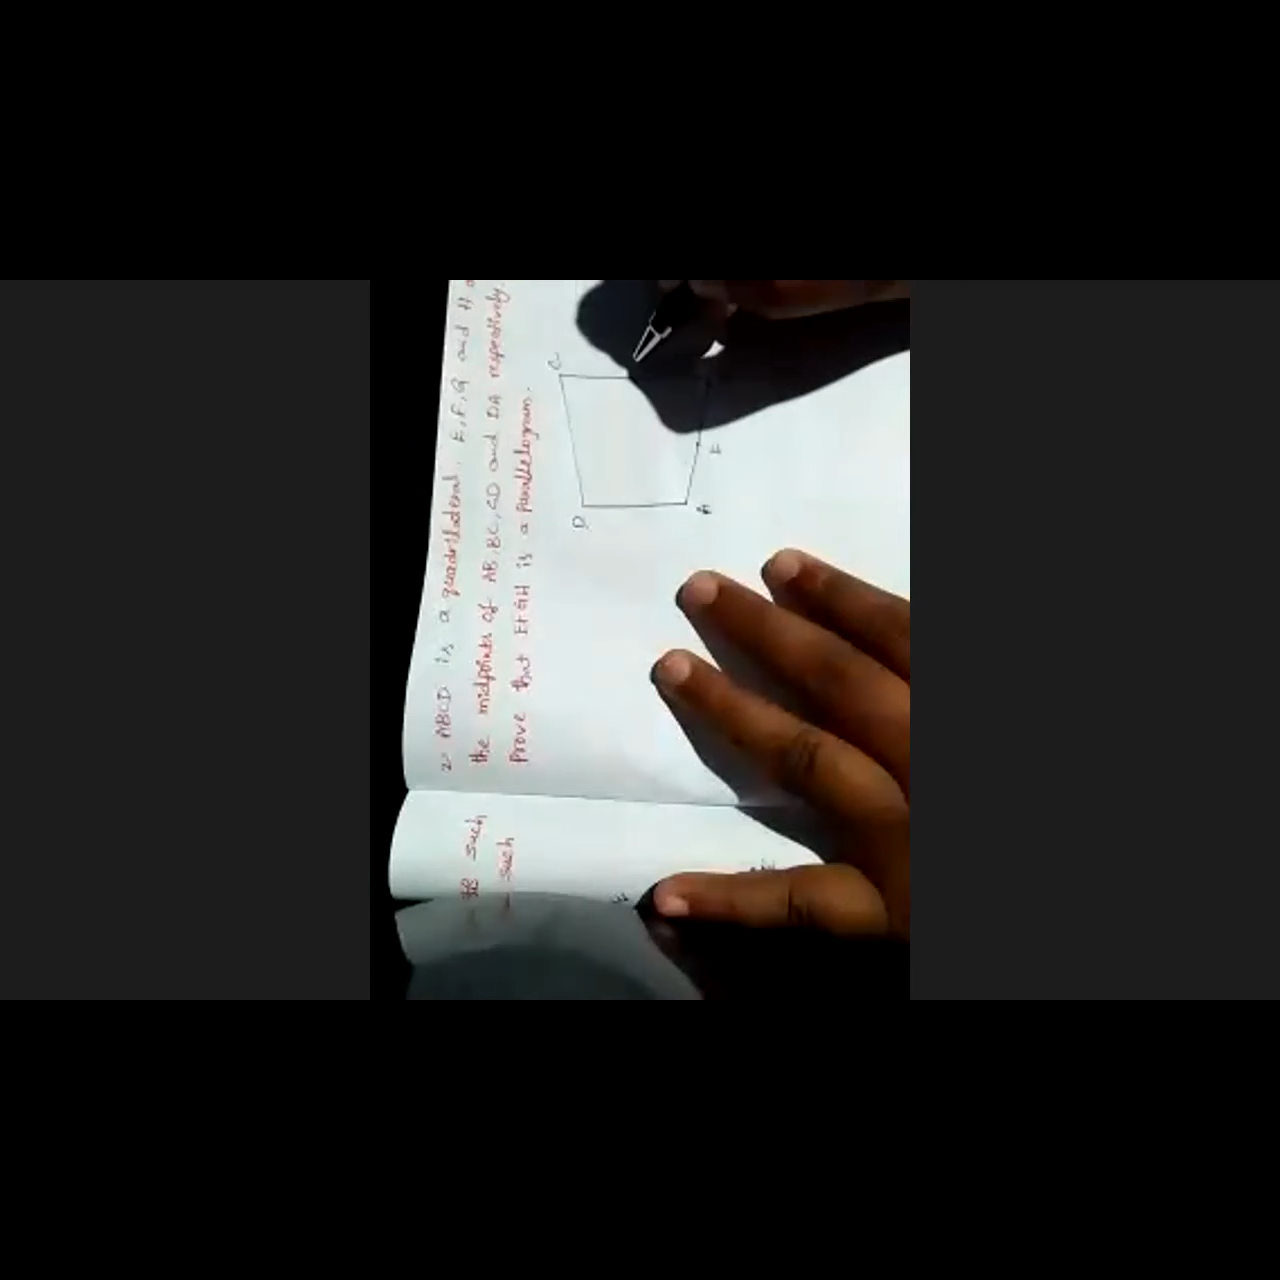 2) ABCD is a quadrilateral. E, F, G and H
the midpoints of AB, BC, CD and DA respectively.
Prove that EFGH is a parallelogram.
such
such
C
D
E
A